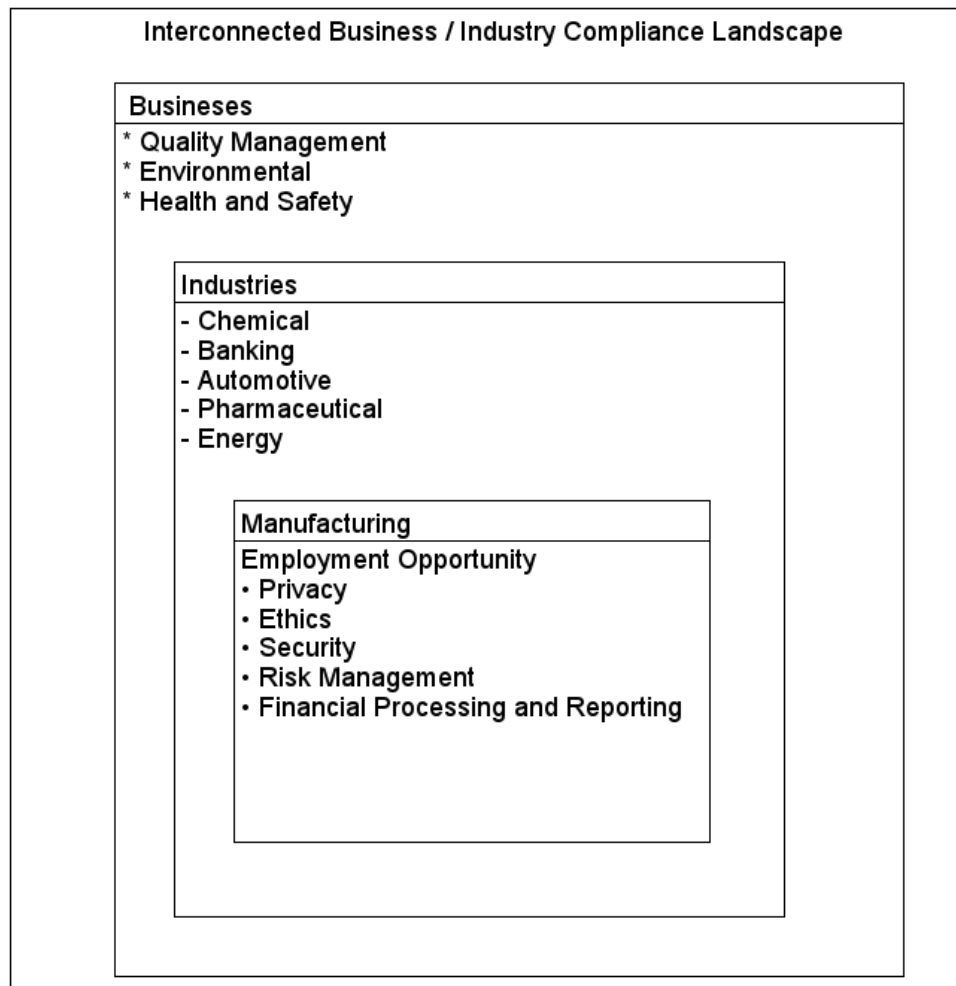 Interconnected Business / Industry Compliance Landscape
Busineses
* Quality Management
* Environmental
* Health and Safety
Industries
- Chemical
- Banking
- Automotive
- Pharmaceutical
- Energy
Manufacturing
Employment Opportunity
• Privacy
• Ethics
• Security
• Risk Management
• Financial Processing and Reporting